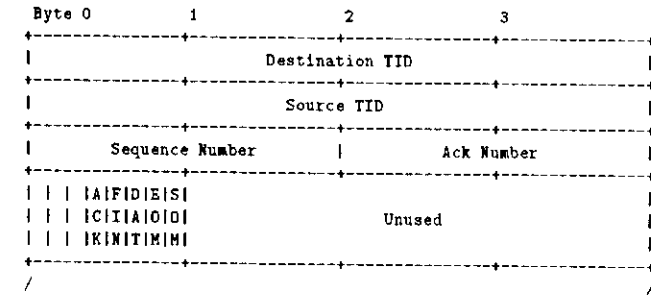 Byte 0 1 2 3
Destination TID
Source TID
Sequence Number | Ack Number
| | | |A|F|D|E|S|
| | | |C|I|A|O|O| Unused
| | | |K|N|T|M|M|